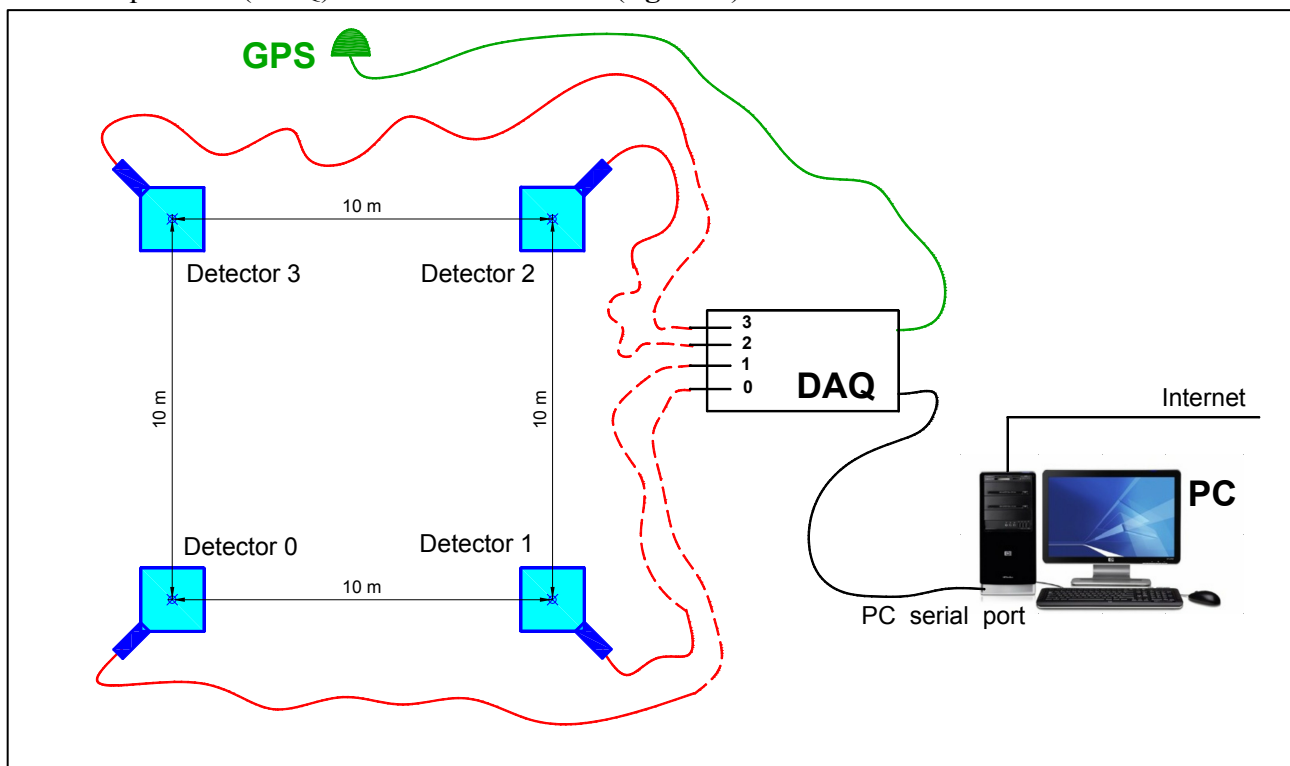 GPS
10 m
Detector 3
Detector 2
3
2
1
0
DAQ
10 m
10 m
Internet
PC
Detector 0
Detector 1
10 m
PC serial port